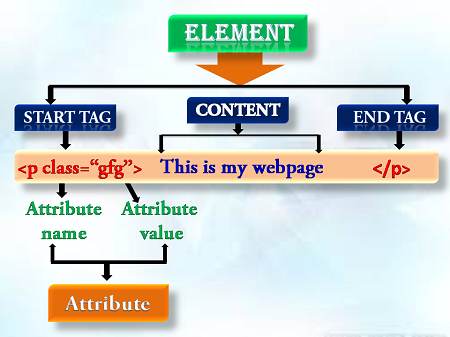 ELEMENT
START TAG CONTENT END TAG
<p class=“gfg”> This is my webpage </p>
Attribute name
Attribute value
Attribute